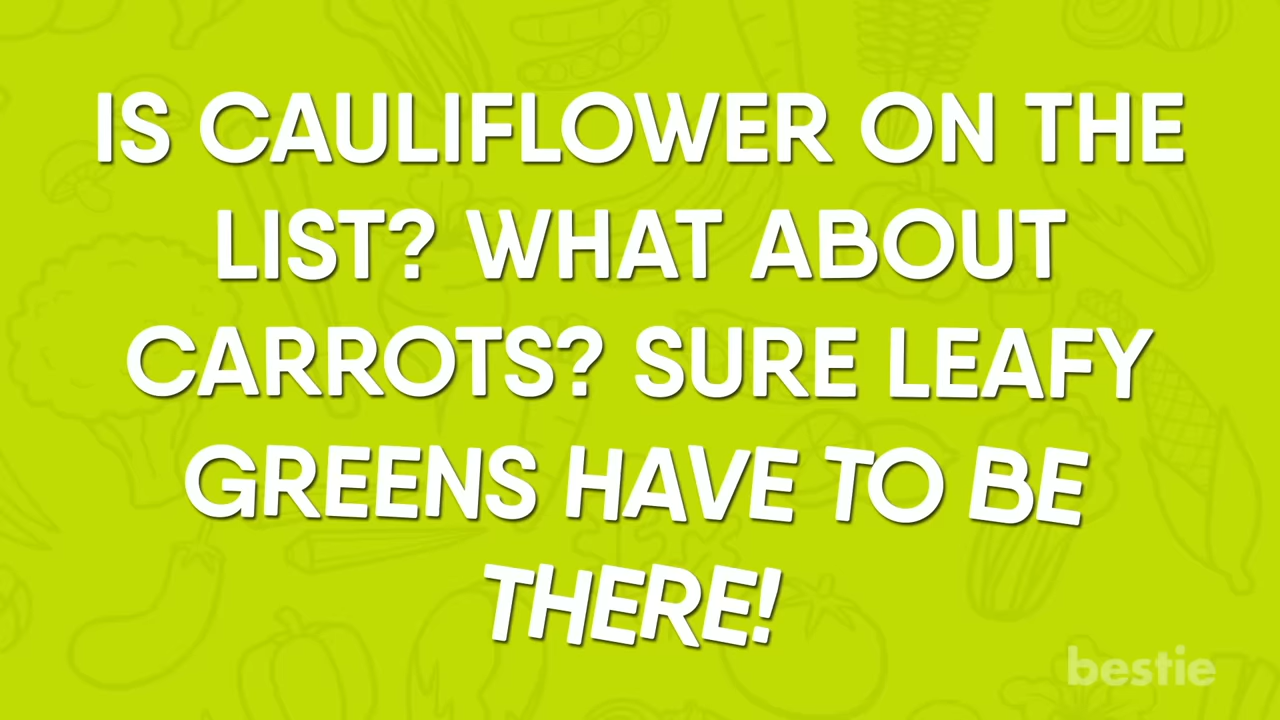 IS CAULIFLOWER ON THE
LIST? WHAT ABOUT
CARROTS? SURE LEAFY
GREENS HAVE TO BE
THERE!
bestie